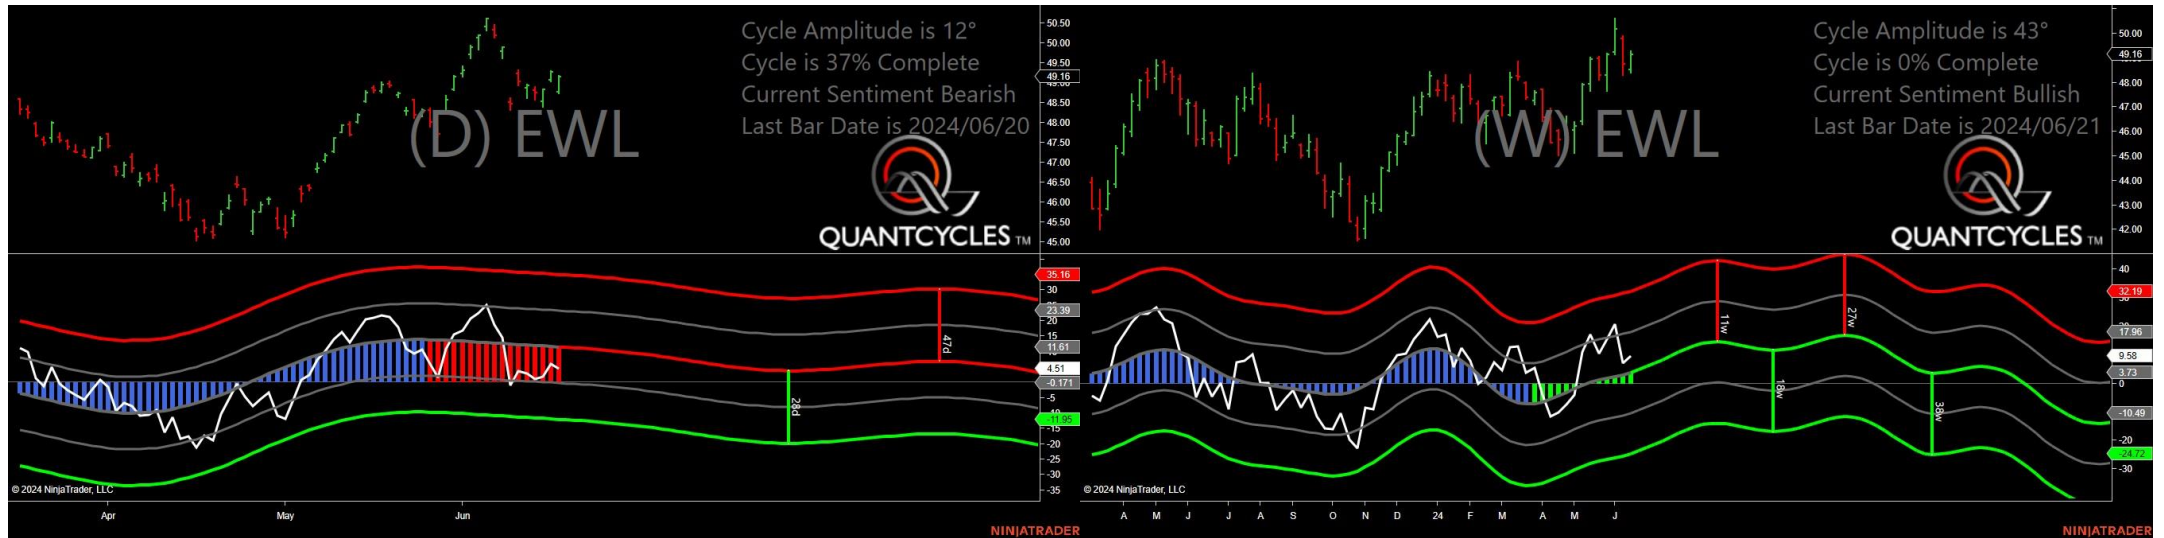 Cycle Amplitude is 12°
Cycle is 37% Complete
Current Sentiment Bearish
Last Bar Date is 2024/06/20
(D) EWL
QUANTCYCLES TM
50.50
50.00
49.50
49.16
48.50
48.00
47.50
47.00
46.50
46.00
45.50
45.00
35.16
30
23.39
20
15
11.61
4.51
-0.171
-5
-11.95
-15
-20
-25
-30
-35
47d
28d
© 2024 NinjaTrader, LLC
Apr
May
Jun
NINJATRADER
Cycle Amplitude is 43°
Cycle is 0% Complete
Current Sentiment Bullish
Last Bar Date is 2024/06/21
(W) EWL
QUANTCYCLES TM
50.00
49.16
48.00
47.00
46.00
45.00
44.00
43.00
42.00
40
32.19
17.96
9.58
3.73
0
-10.49
-20
-24.72
-30
11w
27w
18w
38w
© 2024 NinjaTrader, LLC
A M J J A S O N D 24 F M A M J
NINJATRADER